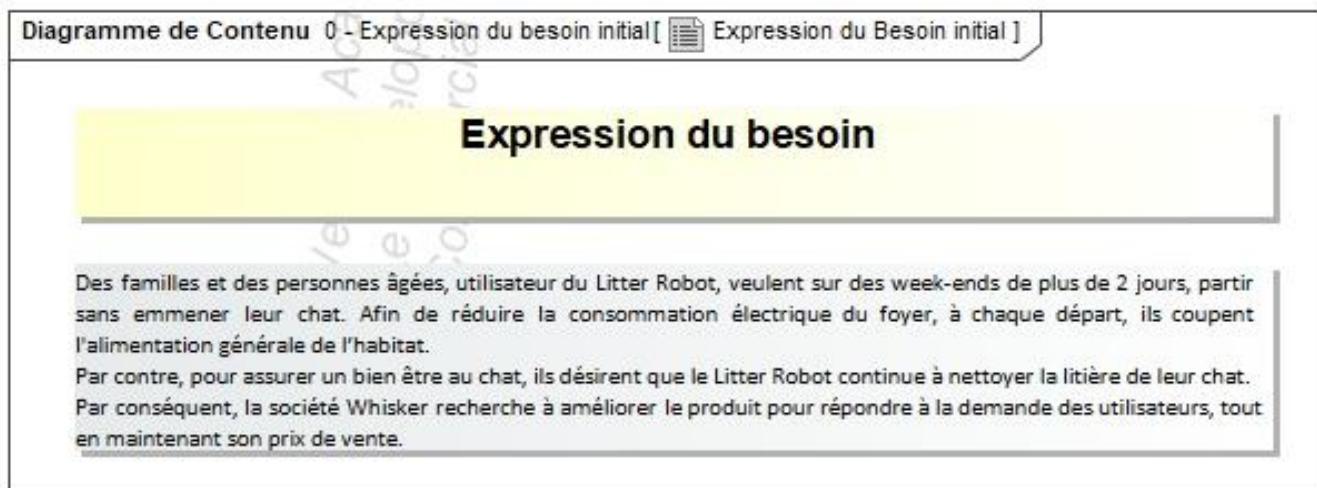 Diagramme de Contenu 0 - Expression du besoin initial[ Expression du Besoin initial ]
Expression du besoin
Des familles et des personnes âgées, utilisateur du Litter Robot, veulent sur des week-ends de plus de 2 jours, partir
sans emmener leur chat. Afin de réduire la consommation électrique du foyer, à chaque départ, ils coupent
l'alimentation générale de l'habitat.
Par contre, pour assurer un bien être au chat, ils désirent que le Litter Robot continue à nettoyer la litière de leur chat.
Par conséquent, la société Whisker recherche à améliorer le produit pour répondre à la demande des utilisateurs, tout
en maintenant son prix de vente.